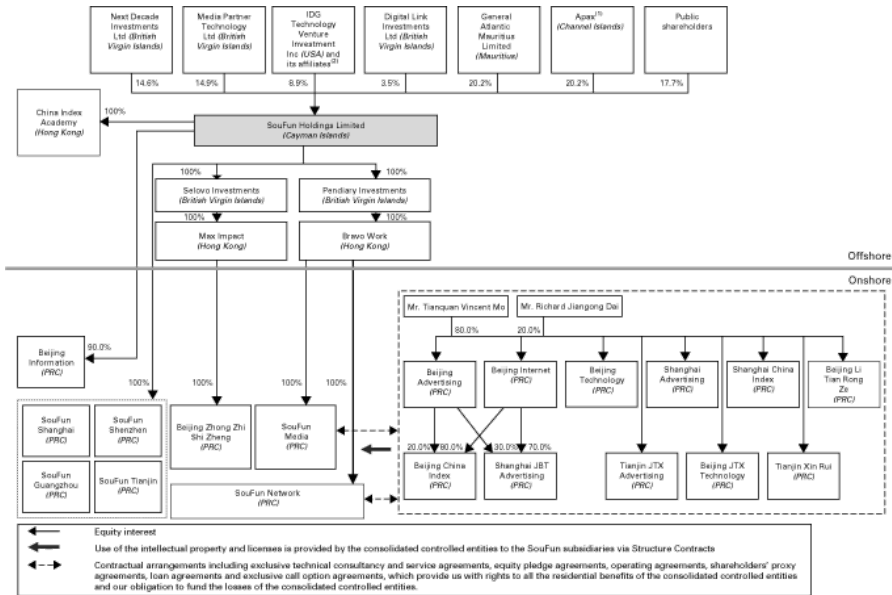 Next Decade
Investments
Ltd (British
Virgin Islands)
Media Partner
Technology
Ltd (British
Virgin Islands)
IDG
Technology
Venture
Investment
Inc (USA) and
its affiliates(2)
Digital Link
Investments
Ltd (British
Virgin Islands)
General
Atlantic
Mauritius
Limited
(Mauritius)
Apax(1)
(Channel Islands)
Public
shareholders
14.6%
14.9%
8.9%
3.5%
20.2%
20.2%
17.7%
China Index
Academy
(Hong Kong)
100%
SouFun Holdings Limited
(Cayman Islands)
100%
100%
Selovo Investments
(British Virgin Islands)
Pendiary Investments
(British Virgin Islands)
100%
100%
Max Impact
(Hong Kong)
Bravo Work
(Hong Kong)
Offshore
Onshore
Mr. Tianquan Vincent Mo
Mr. Richard Jiangong Dai
80.0%
20.0%
Beijing
Information
(PRC)
90.0%
Beijing
Advertising
(PRC)
Beijing Internet
(PRC)
Beijing
Technology
(PRC)
Shanghai
Advertising
(PRC)
Shanghai China
Index
(PRC)
Beijing Li
Tian Rong
Ze
(PRC)
100%
100%
100%
100%
SouFun
Shanghai
(PRC)
SouFun
Shenzhen
(PRC)
SouFun
Guangzhou
(PRC)
SouFun Tianjin
(PRC)
Beijing Zhong Zhi
Shi Zheng
(PRC)
SouFun
Media
(PRC)
SouFun Network
(PRC)
20.0%
80.0%
30.0%
70.0%
Beijing China
Index
(PRC)
Shanghai JBT
Advertising
(PRC)
Tianjin JTX
Advertising
(PRC)
Beijing JTX
Technology
(PRC)
Tianjin Xin Rui
(PRC)
Equity interest
Use of the intellectual property and licenses is provided by the consolidated controlled entities to the SouFun subsidiaries via Structure Contracts
Contractual arrangements including exclusive technical consultancy and service agreements, equity pledge agreements, operating agreements, shareholders' proxy
agreements, loan agreements and exclusive call option agreements, which provide us with rights to all the residential benefits of the consolidated controlled entities
and our obligation to fund the losses of the consolidated controlled entities.